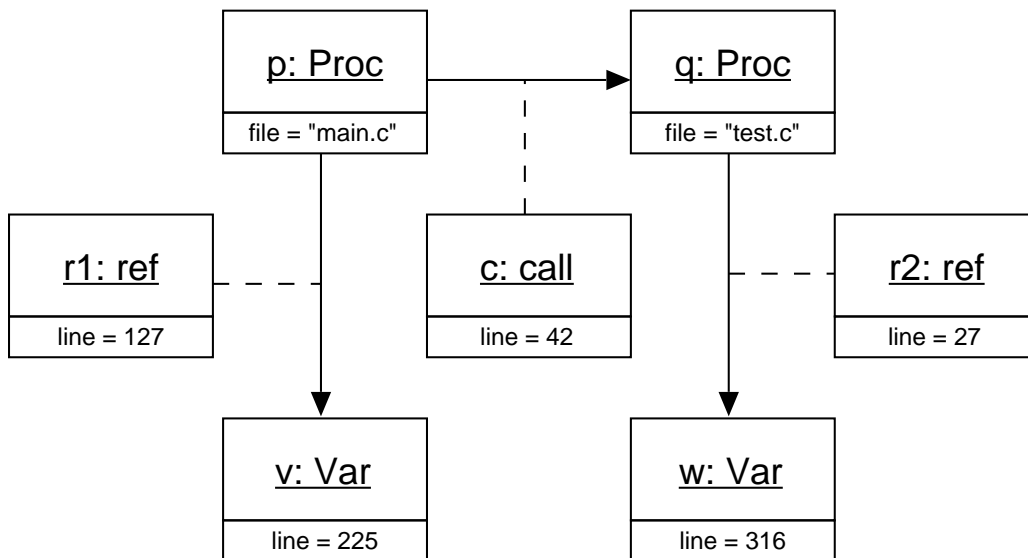 p: Proc
file = "main.c"
q: Proc
file = "test.c"
r1: ref
line = 127
c: call
line = 42
r2: ref
line = 27
v: Var
line = 225
w: Var
line = 316